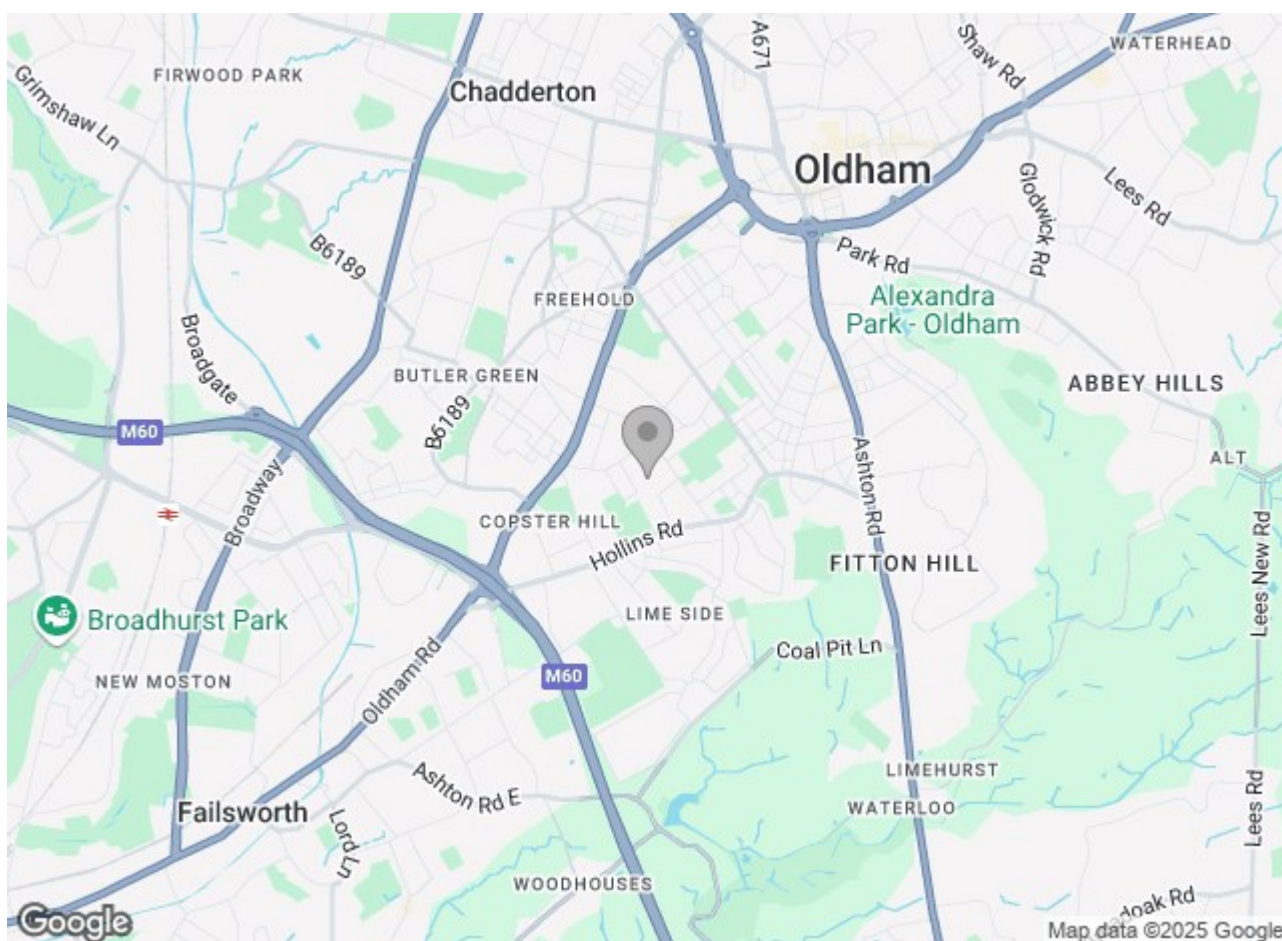 A671
Shaw Rd
WATERHEAD
FIRWOOD PARK
Grimshaw Ln
Chadderton
Oldham
Glodwick Rd
Lees Rd
B6189
Park Rd
FREEHOLD
Alexandra
Park - Oldham
Broadgate
BUTLER GREEN
ABBEY HILLS
B6189
M60
Ashton Rd
ALT
Broadway
COPSTER HILL
Hollins Rd
FITTON HILL
Lees New Rd
Broadhurst Park
LIME SIDE
Coal Pit Ln
NEW MOSTON
M60
Oldham Rd
LIMEHURST
Ashton Rd E
WATERLOO
Failsworth
Lord Ln
Lees Rd
WOODHOUSES
Google
Map data ©2025 Google